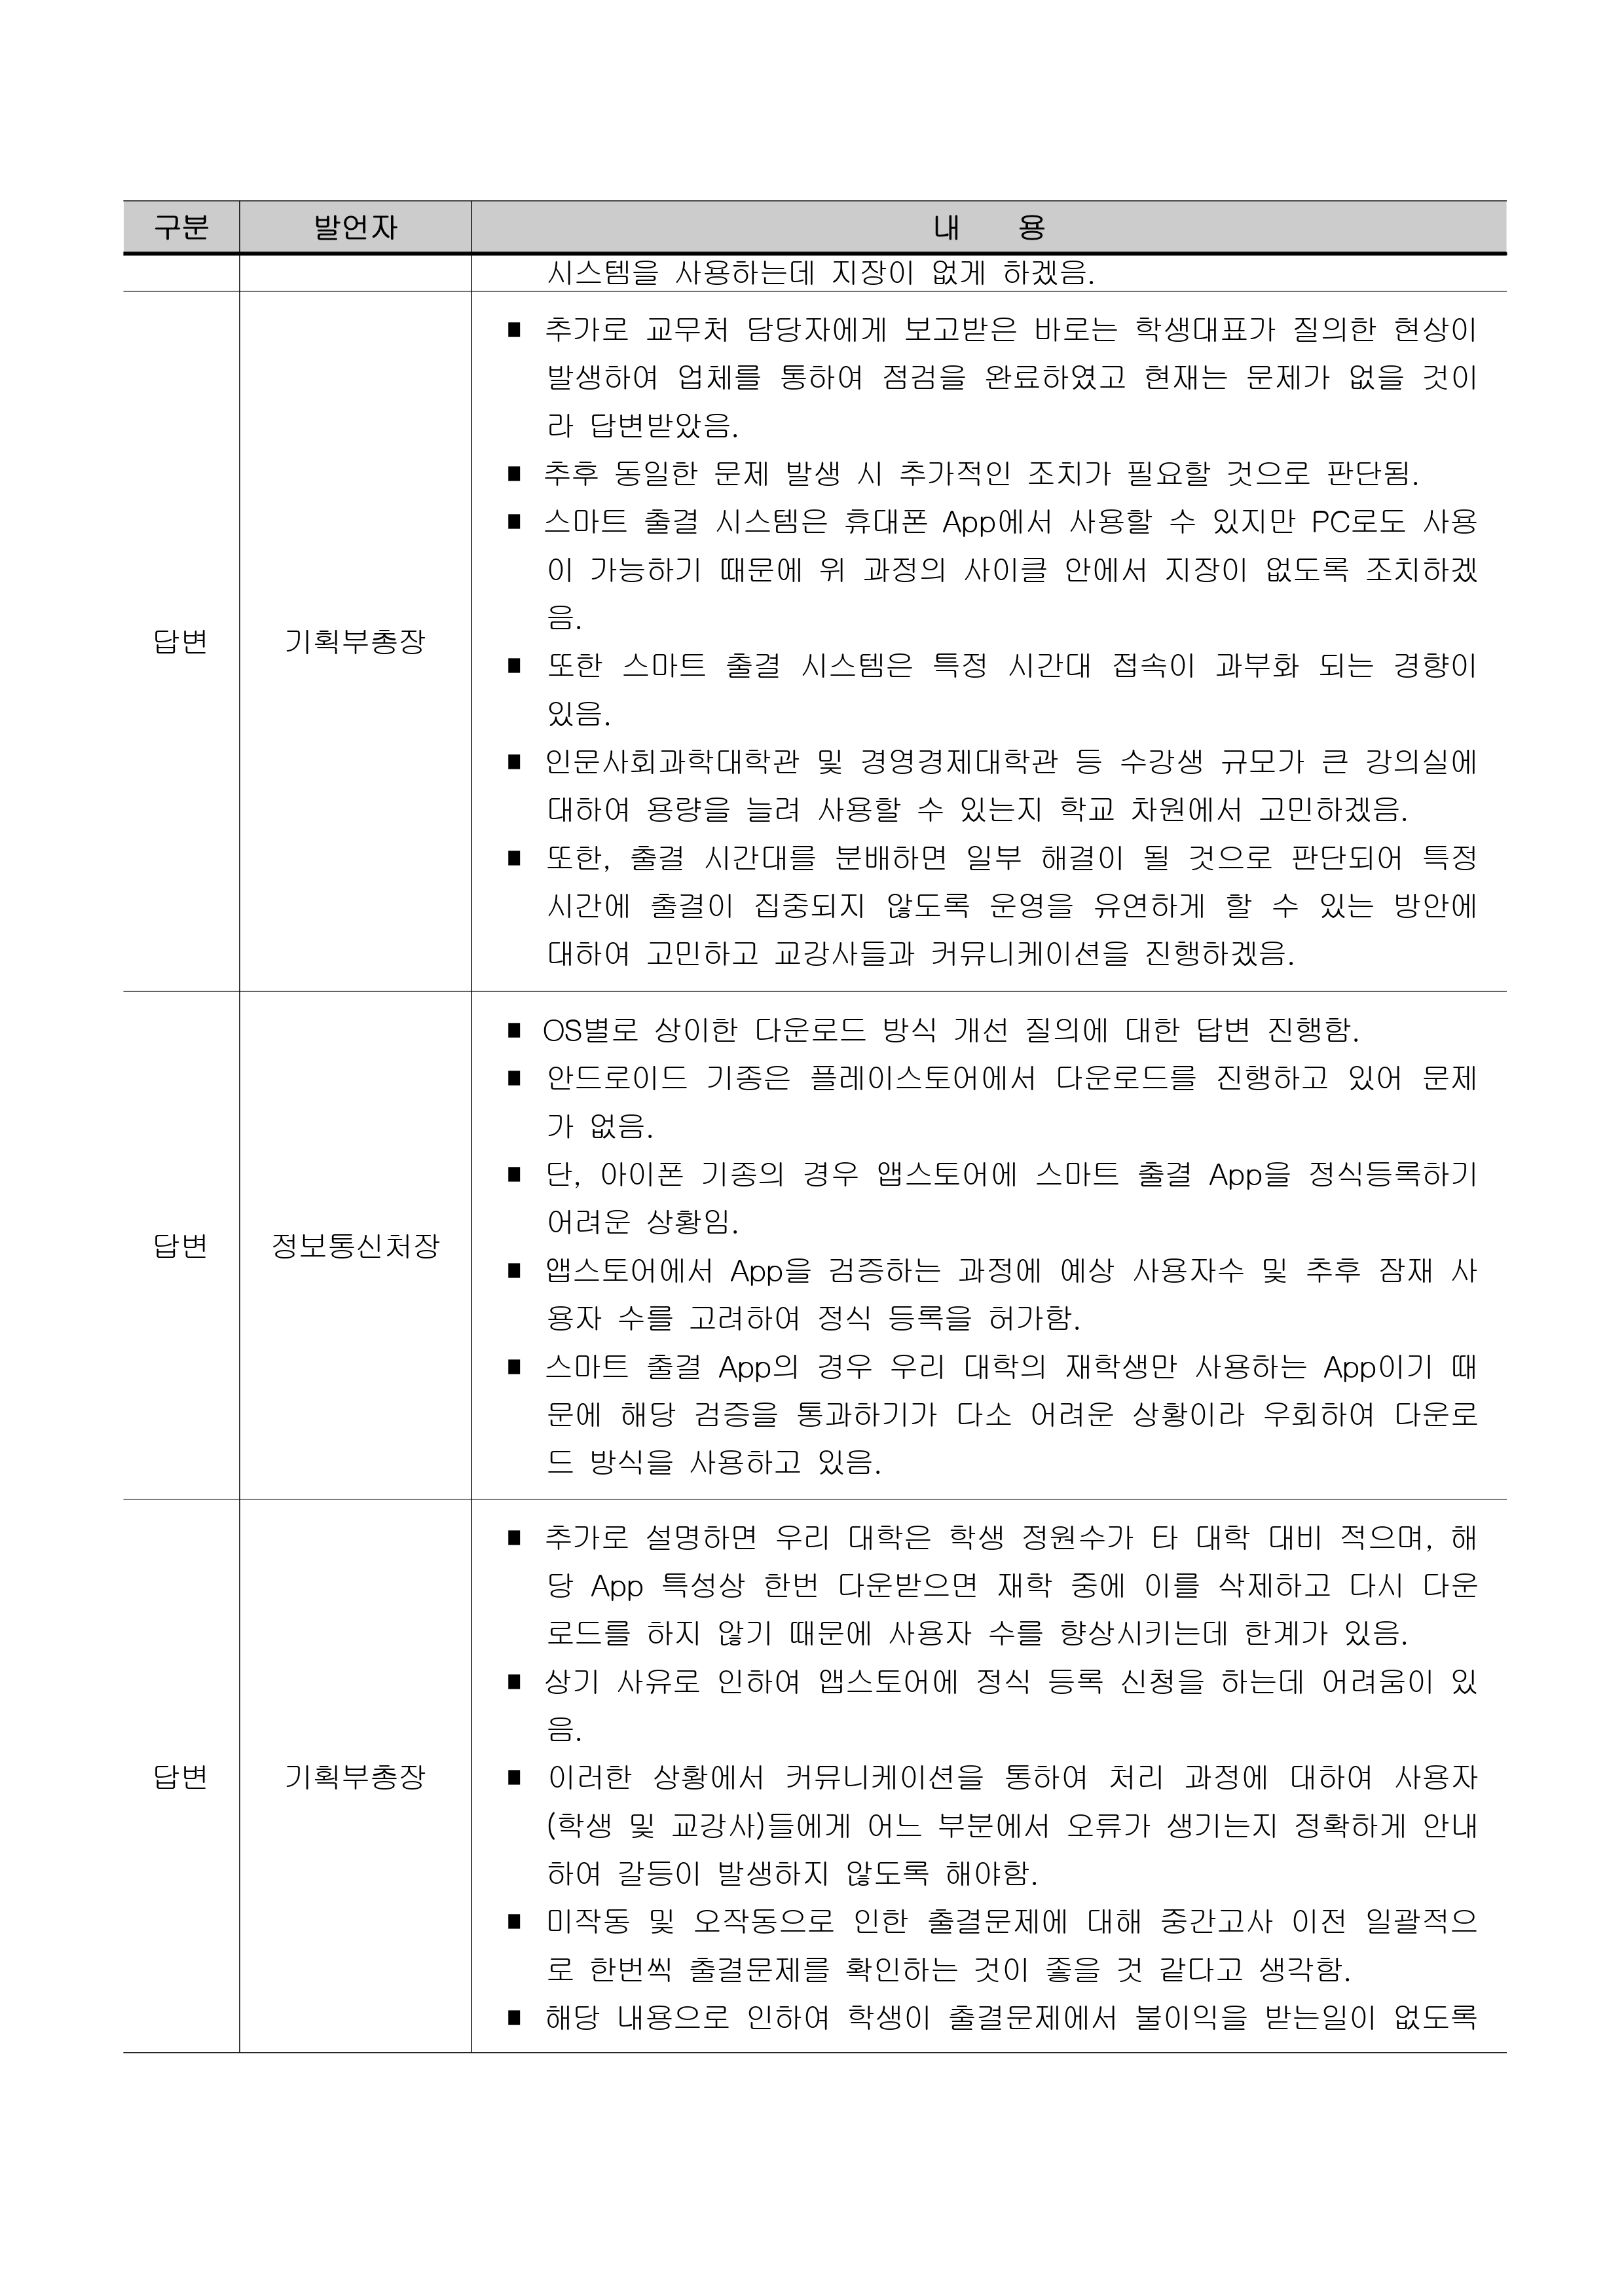 구분 발언자 내 용
시스템을 사용하는데 지장이 없게 하겠음.
■ 추가로 교무처 담당자에게 보고받은 바로는 학생대표가 질의한 현상이
발생하여 업체를 통하여 점검을 완료하였고 현재는 문제가 없을 것이
라 답변받았음.
■ 추후 동일한 문제 발생 시 추가적인 조치가 필요할 것으로 판단됨.
■ 스마트 출결 시스템은 휴대폰 App에서 사용할 수 있지만 PC로도 사용
이 가능하기 때문에 위 과정의 사이클 안에서 지장이 없도록 조치하겠
음.
답변 기획부총장
■ 또한 스마트 출결 시스템은 특정 시간대 접속이 과부화 되는 경향이
있음.
■ 인문사회과학대학관 및 경영경제대학관 등 수강생 규모가 큰 강의실에
대하여 용량을 늘려 사용할 수 있는지 학교 차원에서 고민하겠음.
■ 또한, 출결 시간대를 분배하면 일부 해결이 될 것으로 판단되어 특정
시간에 출결이 집중되지 않도록 운영을 유연하게 할 수 있는 방안에
대하여 고민하고 교강사들과 커뮤니케이션을 진행하겠음.
■ OS별로 상이한 다운로드 방식 개선 질의에 대한 답변 진행함.
■ 안드로이드 기종은 플레이스토어에서 다운로드를 진행하고 있어 문제
가 없음.
■ 단, 아이폰 기종의 경우 앱스토어에 스마트 출결 App을 정식등록하기
어려운 상황임.
답변 정보통신처장
■ 앱스토어에서 App을 검증하는 과정에 예상 사용자수 및 추후 잠재 사
용자 수를 고려하여 정식 등록을 허가함.
■ 스마트 출결 App의 경우 우리 대학의 재학생만 사용하는 App이기 때
문에 해당 검증을 통과하기가 다소 어려운 상황이라 우회하여 다운로
드 방식을 사용하고 있음.
■ 추가로 설명하면 우리 대학은 학생 정원수가 타 대학 대비 적으며, 해
당 App 특성상 한번 다운받으면 재학 중에 이를 삭제하고 다시 다운
로드를 하지 않기 때문에 사용자 수를 향상시키는데 한계가 있음.
■ 상기 사유로 인하여 앱스토어에 정식 등록 신청을 하는데 어려움이 있
음.
답변 기획부총장
■ 이러한 상황에서 커뮤니케이션을 통하여 처리 과정에 대하여 사용자
(학생 및 교강사)들에게 어느 부분에서 오류가 생기는지 정확하게 안내
하여 갈등이 발생하지 않도록 해야함.
■ 미작동 및 오작동으로 인한 출결문제에 대해 중간고사 이전 일괄적으
로 한번씩 출결문제를 확인하는 것이 좋을 것 같다고 생각함.
■ 해당 내용으로 인하여 학생이 출결문제에서 불이익을 받는일이 없도록